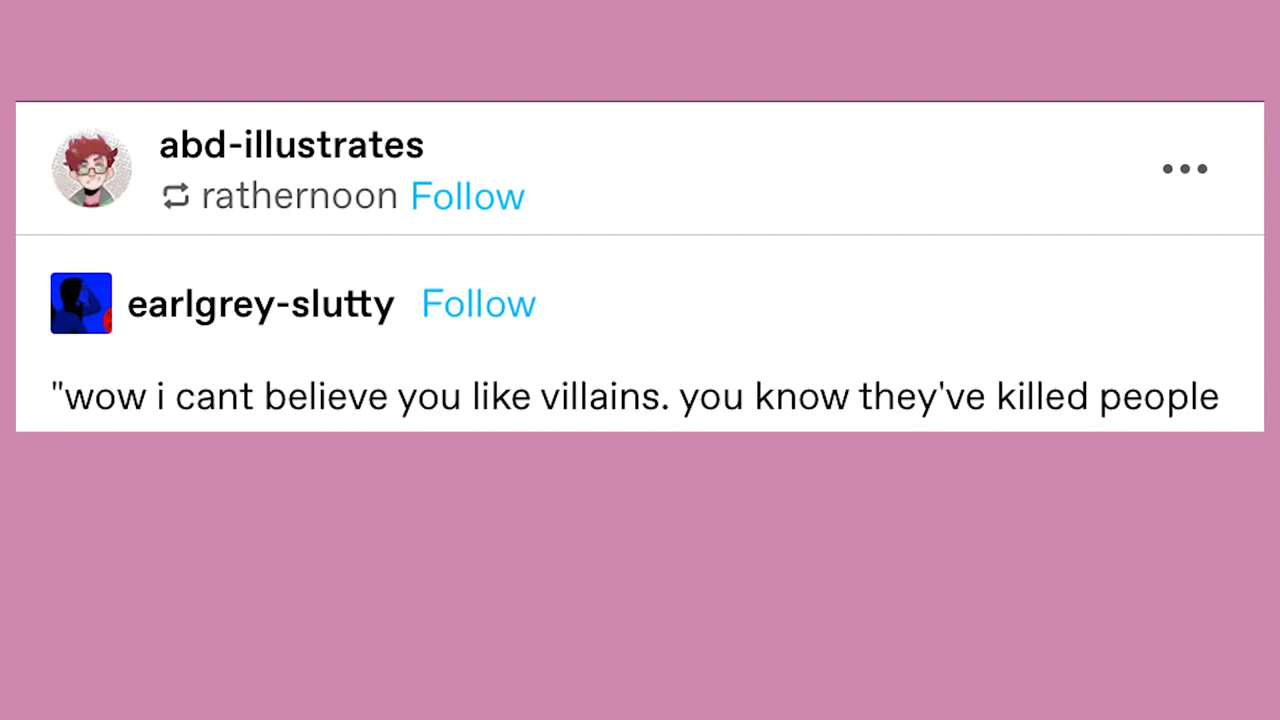 abd-illustrates
rathernoon Follow
earlgrey-slutty Follow
"wow i cant believe you like villains. you know they've killed people